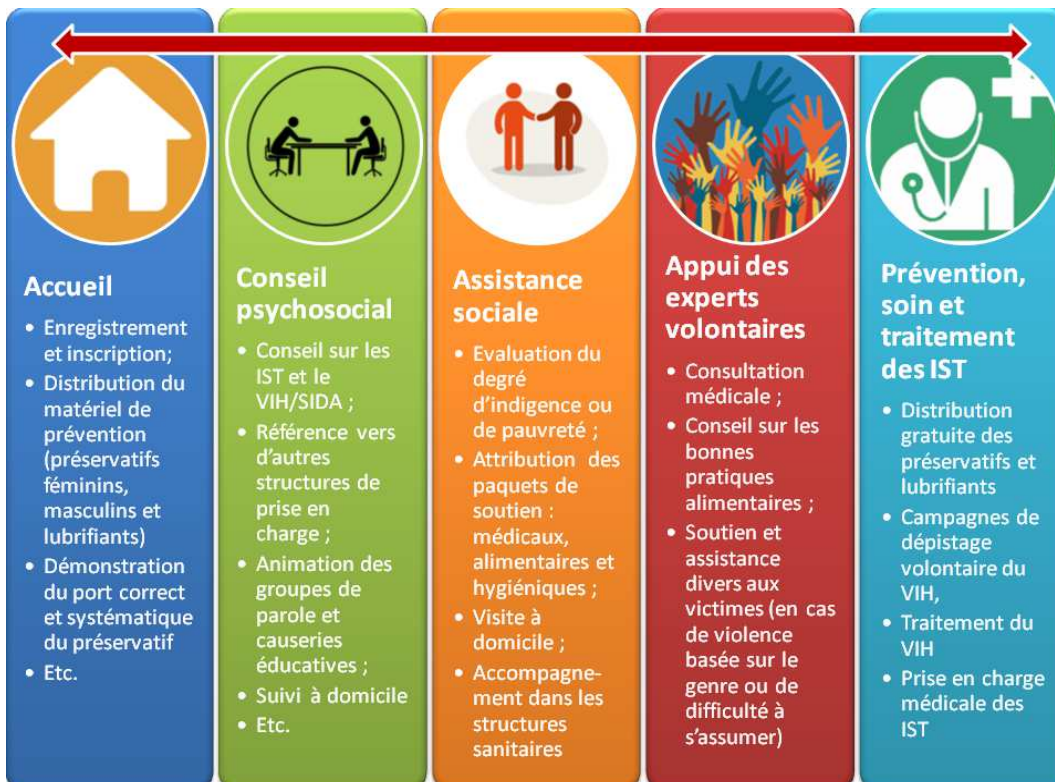 Accueil
• Enregistrement
et inscription;
• Distribution du
matériel de
prévention
(préservatifs
féminins,
masculins et
lubrifiants)
• Démonstration
du port correct
et systématique
du préservatif
• Etc.
Conseil
psychosocial
• Conseil sur les
IST et le
VIH/SIDA ;
• Référence vers
d'autres
structures de
prise en
charge ;
• Animation des
groupes de
parole et
causeries
éducatives ;
• Suivi à domicile
• Etc.
Assistance
sociale
• Evaluation du
degré
d'indigence ou
de pauvreté ;
• Attribution des
paquets de
soutien :
médicaux,
alimentaires et
hygiéniques ;
• Visite à
domicile ;
• Accompagne-
ment dans les
structures
sanitaires
Appui des
experts
volontaires
• Consultation
médicale ;
• Conseil sur les
bonnes
pratiques
alimentaires ;
• Soutien et
assistance
divers aux
victimes (en cas
de violence
basée sur le
genre ou de
difficulté à
s'assumer)
Prévention,
soin et
traitement
des IST
• Distribution
gratuite des
préservatifs et
lubrifiants
• Campagnes de
dépistage
volontaire du
VIH,
• Traitement du
VIH
• Prise en charge
médicale des
IST